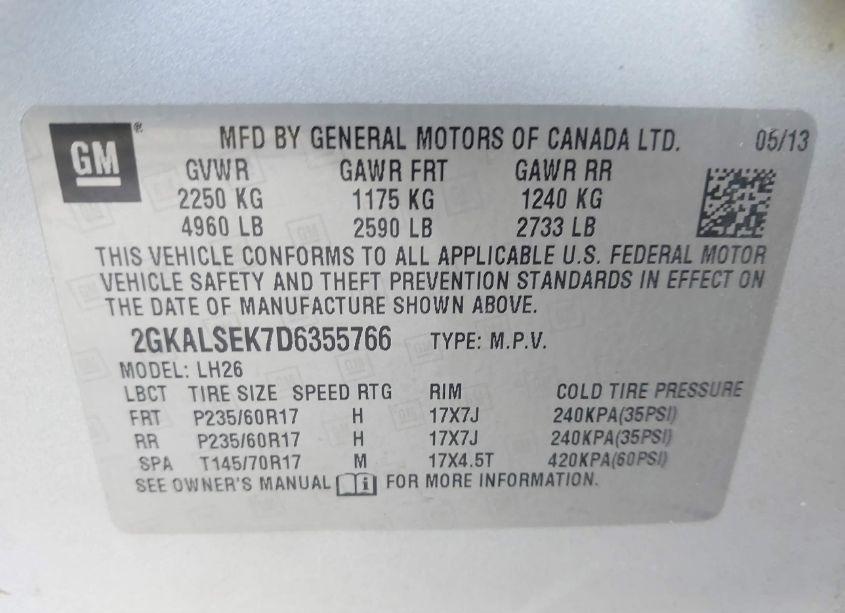 GM
MFD BY GENERAL MOTORS OF CANADA LTD. 05/13
GVWR GAWR FRT GAWR RR
2250 KG 1175 KG 1240 KG
4960 LB 2590 LB 2733 LB
THIS VEHICLE CONFORMS TO ALL APPLICABLE U.S. FEDERAL MOTOR
VEHICLE SAFETY AND THEFT PREVENTION STANDARDS IN EFFECT ON
THE DATE OF MANUFACTURE SHOWN ABOVE.
2GKALSEK7D6355766 TYPE: M.P.V.
MODEL: LH26
LBCT TIRE SIZE SPEED RTG RIM COLD TIRE PRESSURE
FRT P235/60R17 H 17X7J 240KPA(35PSI)
RR P235/60R17 H 17X7J 240KPA(35PSI)
SPA T145/70R17 M 17X4.5T 420KPA(60PSI)
SEE OWNER'S MANUAL i FOR MORE INFORMATION.